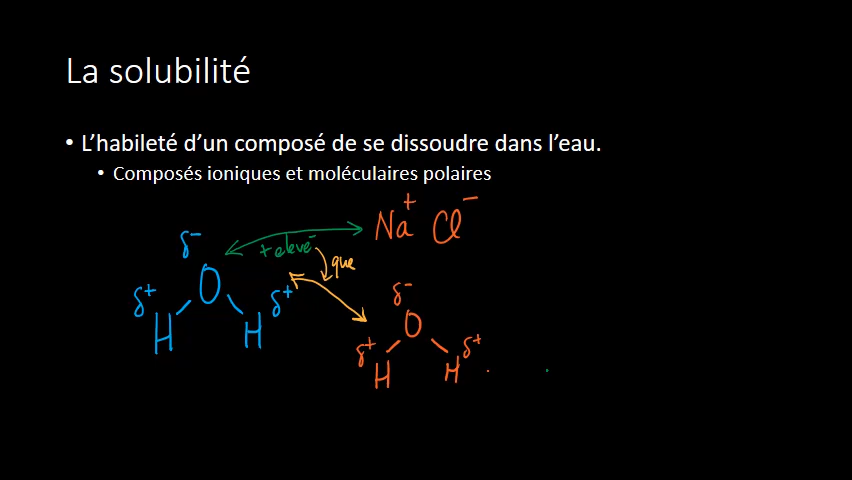 La solubilité
• L'habileté d'un composé de se dissoudre dans l'eau.
• Composés ioniques et moléculaires polaires
Na⁺ Cl⁻
+ élevé
que
δ⁻
δ⁺ O δ⁺
H H
δ⁻
O
δ⁺ δ⁺
H H